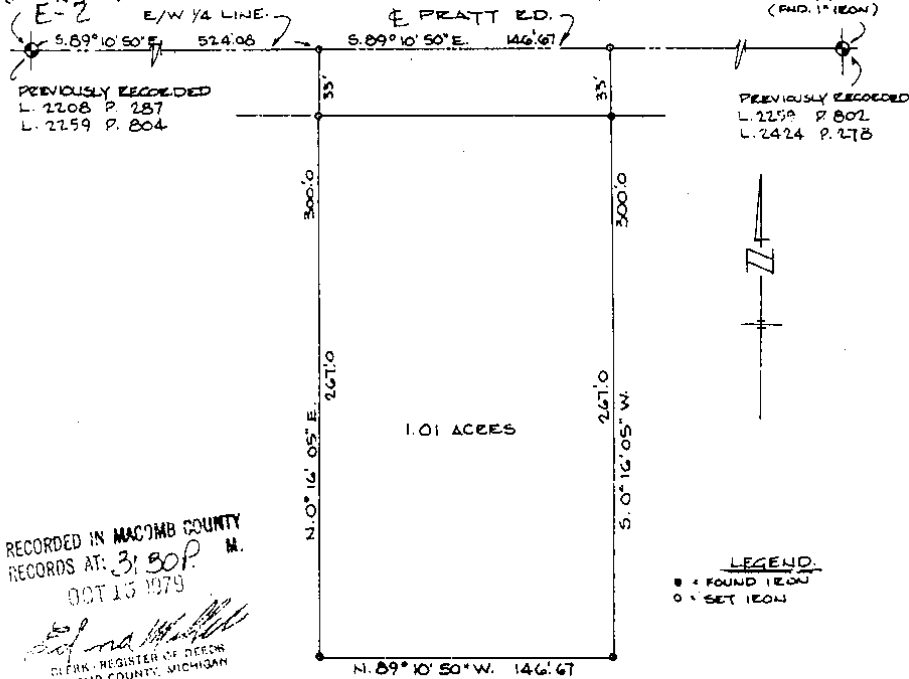 E-2
E/W 1/4 LINE
℄ PRATT RD.
(FND. 1" IRON)
S.89° 10' 50" E. 524.08
S.89° 10' 50" E. 146.67
PREVIOUSLY RECORDED
L. 2208 P. 287
L. 2259 P. 804
33'
33'
PREVIOUSLY RECORDED
L. 2259 P. 802
L. 2424 P. 278
300.0
300.0
N
267.0
267.0
N. 0° 16' 05" E.
1.01 ACRES
S. 0° 16' 05" W.
RECORDED IN MACOMB COUNTY
RECORDS AT: 3:30 P. M.
OCT 15 1979
CLERK - REGISTER OF DEEDS
COUNTY, MICHIGAN
LEGEND
● = FOUND IRON
○ = SET IRON
N. 89° 10' 50" W. 146.67